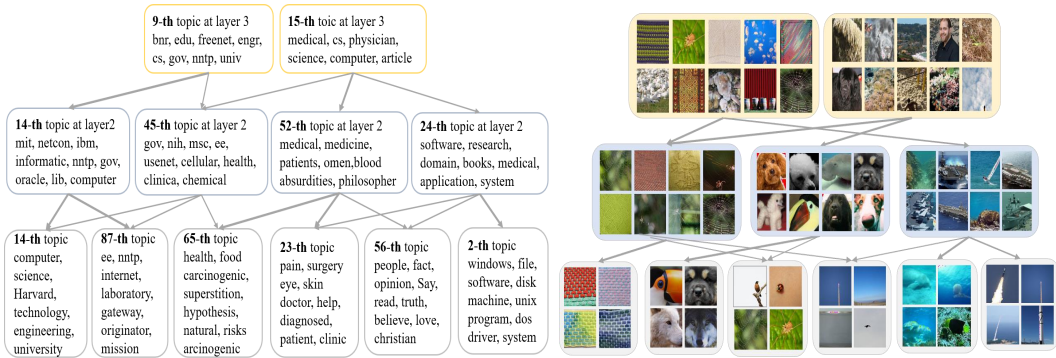 9-th topic at layer 3
bnr, edu, freenet, engr,
cs, gov, nntp, univ
15-th toic at layer 3
medical, cs, physician,
science, computer, article
14-th topic at layer2
mit, netcon, ibm,
informatic, nntp, gov,
oracle, lib, computer
45-th topic at layer 2
gov, nih, msc, ee,
usenet, cellular, health,
clinica, chemical
52-th topic at layer 2
medical, medicine,
patients, omen,blood
absurdities, philosopher
24-th topic at layer 2
software, research,
domain, books, medical,
application, system
14-th topic
computer,
science,
Harvard,
technology,
engineering,
university
87-th topic
ee, nntp,
internet,
laboratory,
gateway,
originator,
mission
65-th topic
health, food
carcinogenic,
superstition,
hypothesis,
natural, risks
arcinogenic
23-th topic
pain, surgery
eye, skin
doctor, help,
diagnosed,
patient, clinic
56-th topic
people, fact,
opinion, Say,
read, truth,
believe, love,
christian
2-th topic
windows, file,
software, disk
machine, unix
program, dos
driver, system